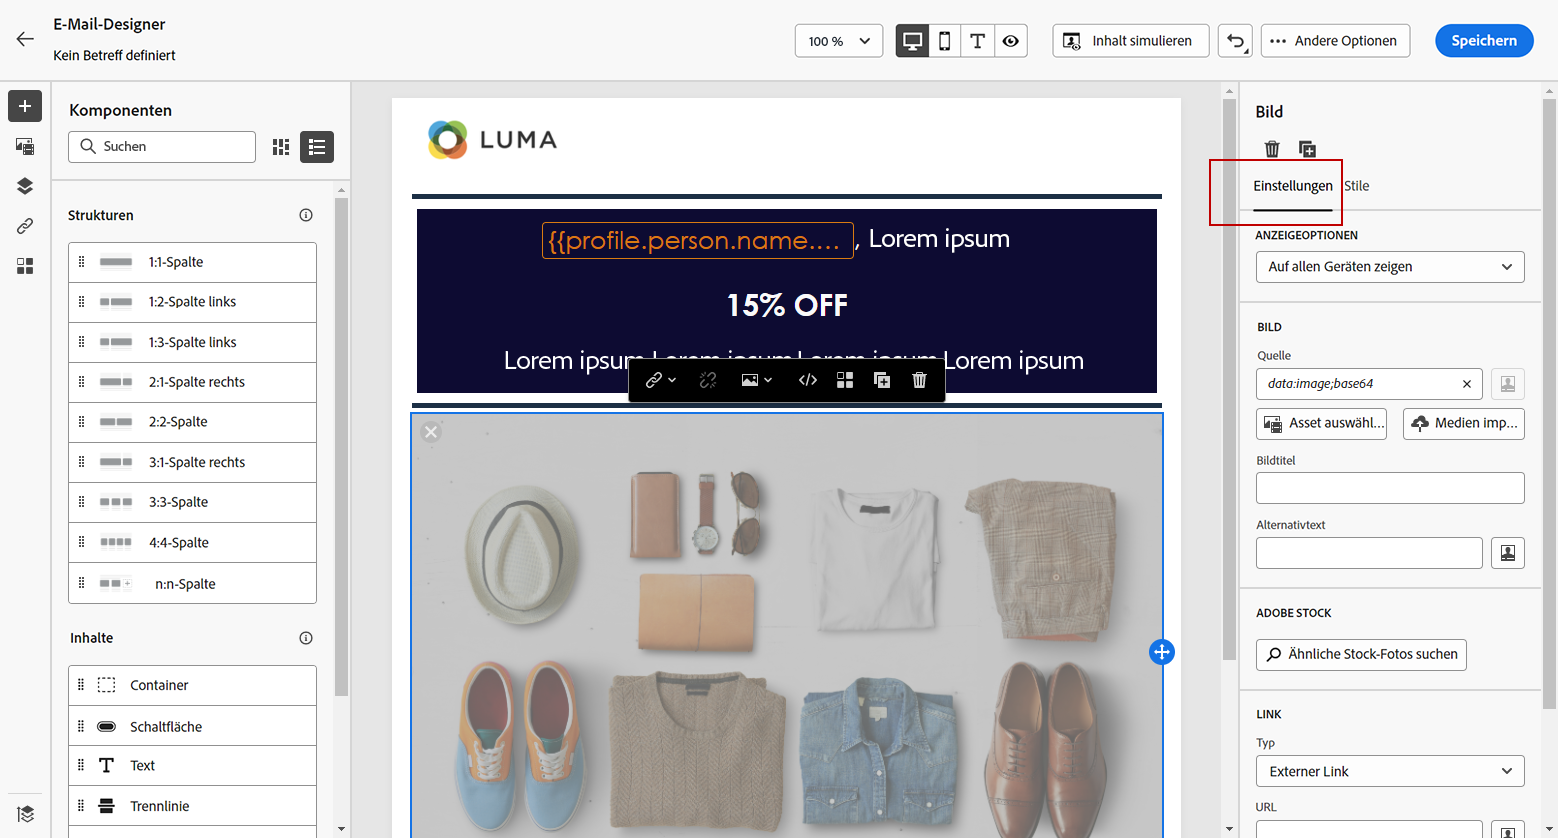 E-Mail-Designer
Kein Betreff definiert
100 %
Inhalt simulieren
Andere Optionen
Speichern
Komponenten
Suchen
Strukturen
1:1-Spalte
1:2-Spalte links
1:3-Spalte links
2:1-Spalte rechts
2:2-Spalte
3:1-Spalte rechts
3:3-Spalte
4:4-Spalte
n:n-Spalte
Inhalte
Container
Schaltfläche
Text
Trennlinie
LUMA
{{profile.person.name.... , Lorem ipsum
15% OFF
Lorem ipsum Lorem ipsum Lorem ipsum Lorem ipsum
Bild
Einstellungen
Stile
ANZEIGEOPTIONEN
Auf allen Geräten zeigen
BILD
Quelle
data:image;base64
Asset auswähl...
Medien imp...
Bildtitel
Alternativtext
ADOBE STOCK
Ähnliche Stock-Fotos suchen
LINK
Typ
Externer Link
URL